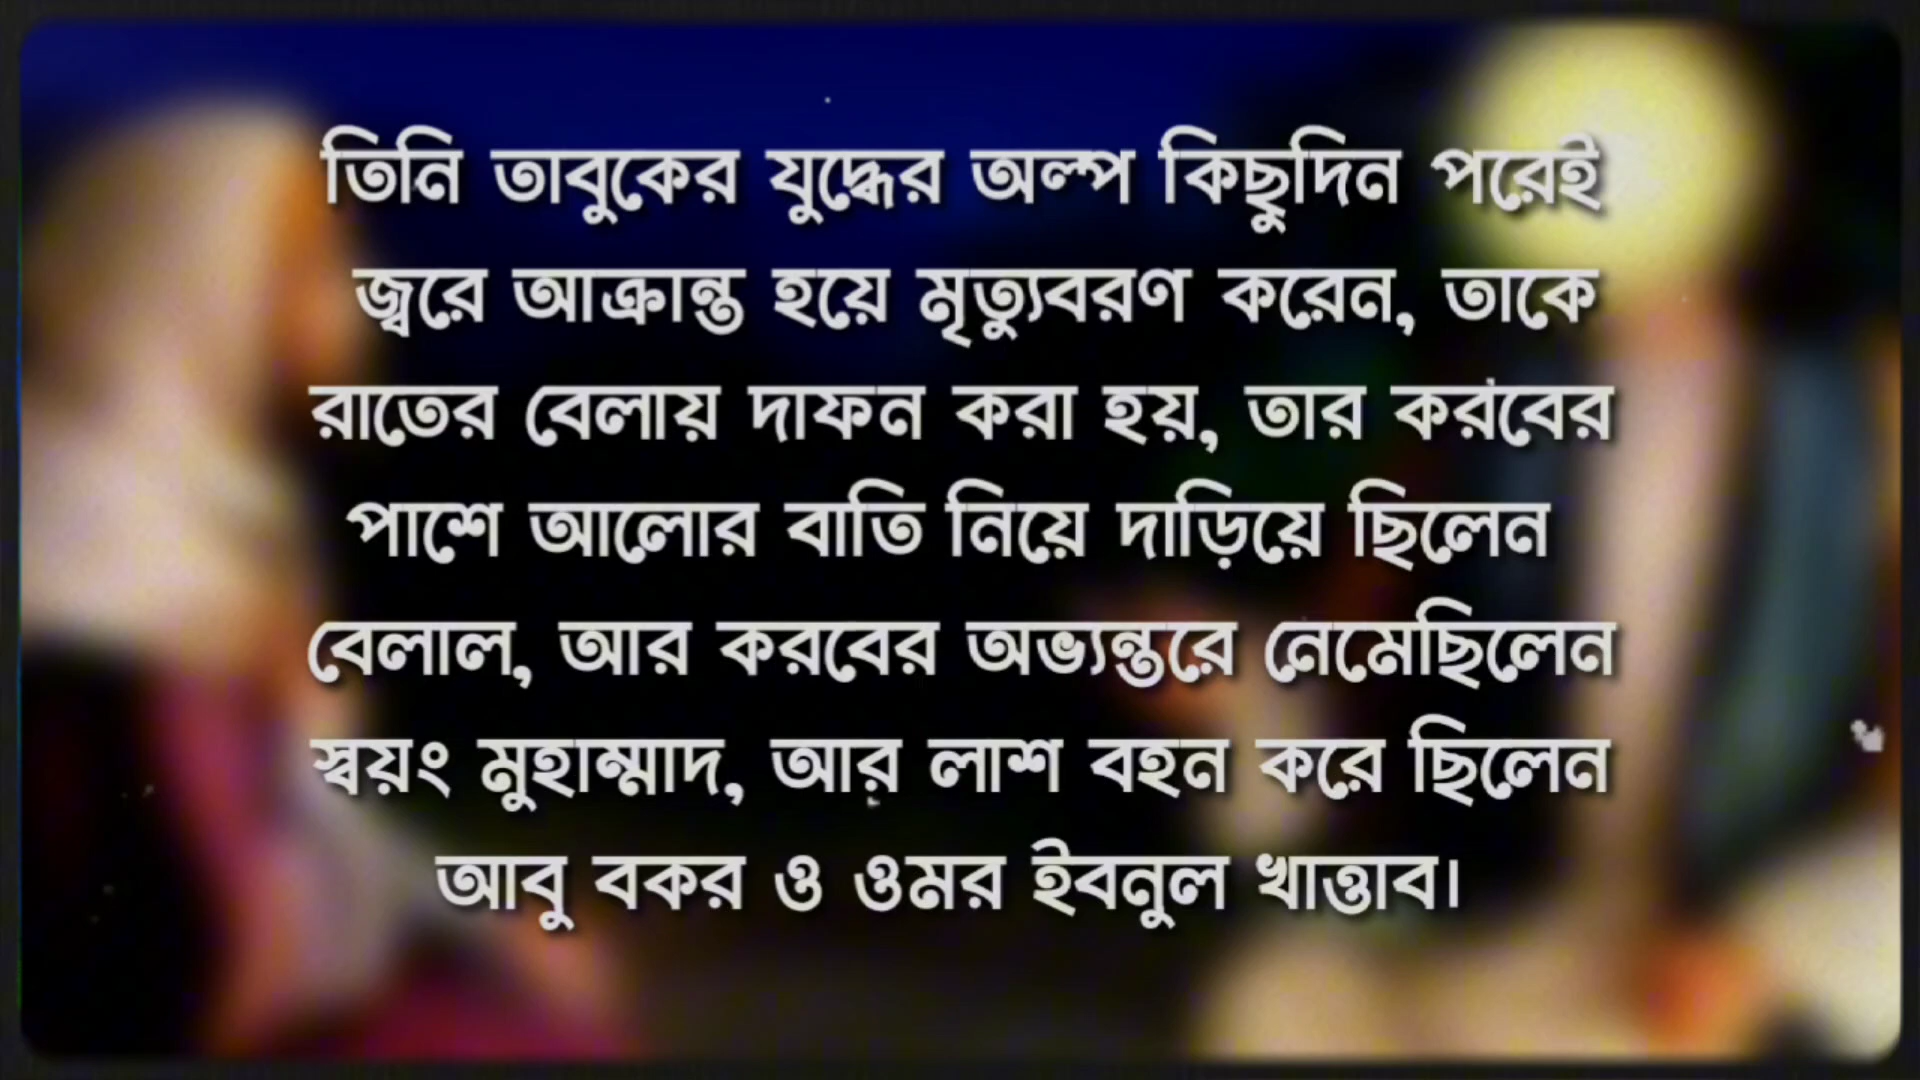 তিনি তাবুকের যুদ্ধের অল্প কিছুদিন পরেই
জ্বরে আক্রান্ত হয়ে মৃত্যুবরণ করেন, তাকে
রাতের বেলায় দাফন করা হয়, তার করবের
পাশে আলোর বাতি নিয়ে দাড়িয়ে ছিলেন
বেলাল, আর করবের অভ্যন্তরে নেমেছিলেন
স্বয়ং মুহাম্মাদ, আর লাশ বহন করে ছিলেন
আবু বকর ও ওমর ইবনুল খাত্তাব।